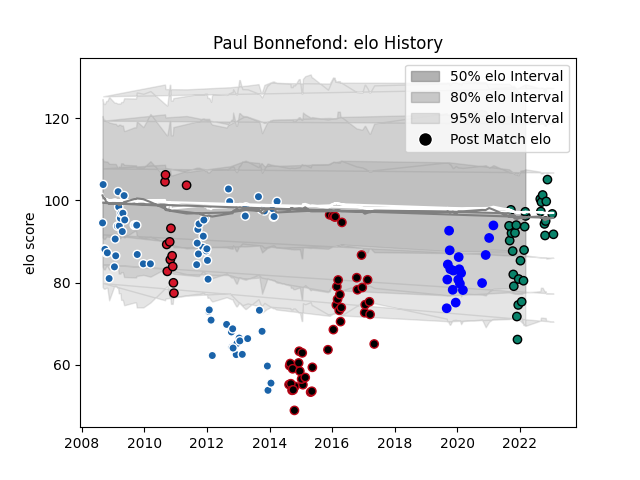 Paul Bonnefond: elo History
50% elo Interval
80% elo Interval
95% elo Interval
Post Match elo
elo score
120
100
80
60
2008 2010 2012 2014 2016 2018 2020 2022